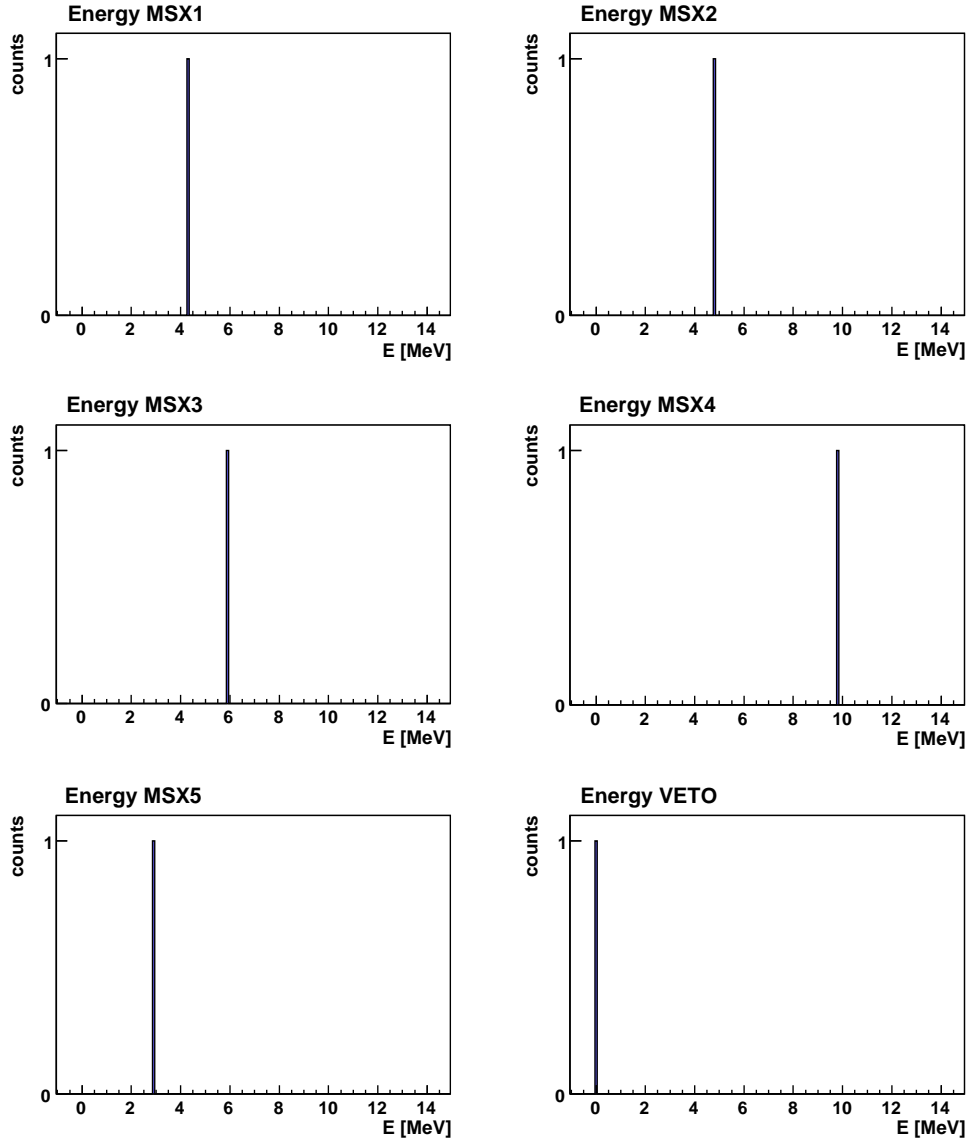 Energy MSX1
counts
1
0
0 2 4 6 8 10 12 14
E [MeV]
Energy MSX2
counts
1
0
0 2 4 6 8 10 12 14
E [MeV]
Energy MSX3
counts
1
0
0 2 4 6 8 10 12 14
E [MeV]
Energy MSX4
counts
1
0
0 2 4 6 8 10 12 14
E [MeV]
Energy MSX5
counts
1
0
0 2 4 6 8 10 12 14
E [MeV]
Energy VETO
counts
1
0
0 2 4 6 8 10 12 14
E [MeV]